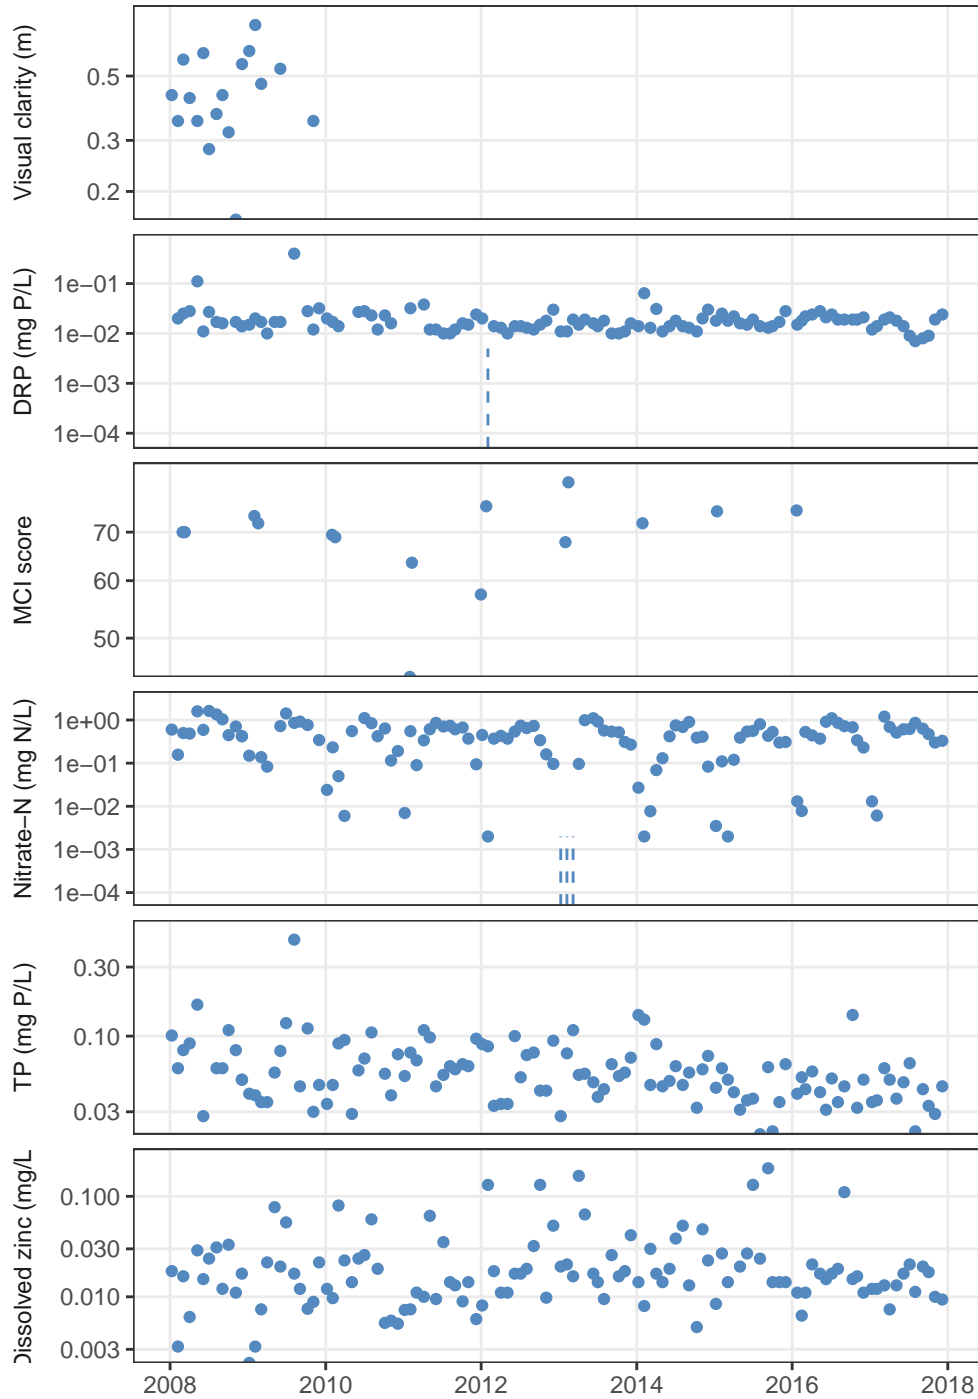 Visual clarity (m)
0.5
0.3
0.2
DRP (mg P/L)
1e−01
1e−02
1e−03
1e−04
MCI score
70
60
50
Nitrate−N (mg N/L)
1e+00
1e−01
1e−02
1e−03
1e−04
TP (mg P/L)
0.30
0.10
0.03
Dissolved zinc (mg/L
0.100
0.030
0.010
0.003
2008 2010 2012 2014 2016 2018